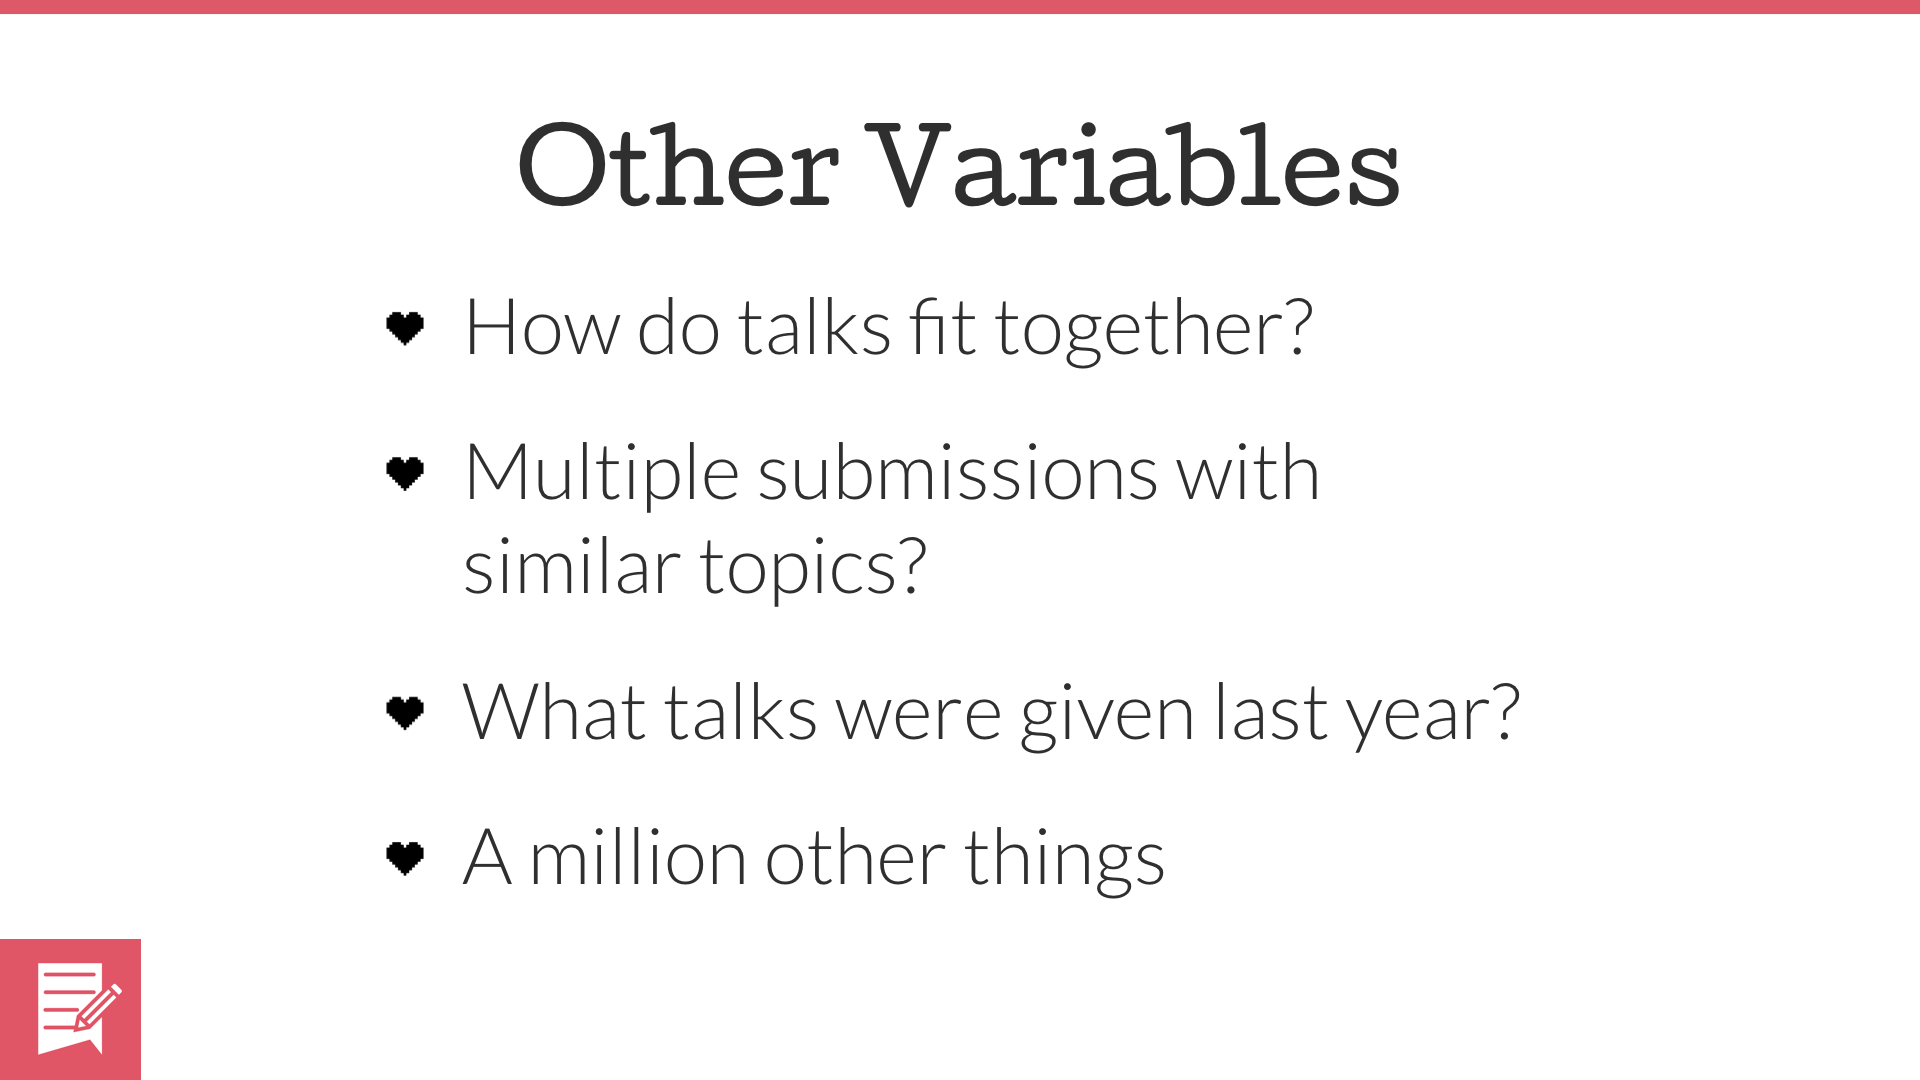 Other Variables
How do talks fit together?
Multiple submissions with
similar topics?
What talks were given last year?
A million other things